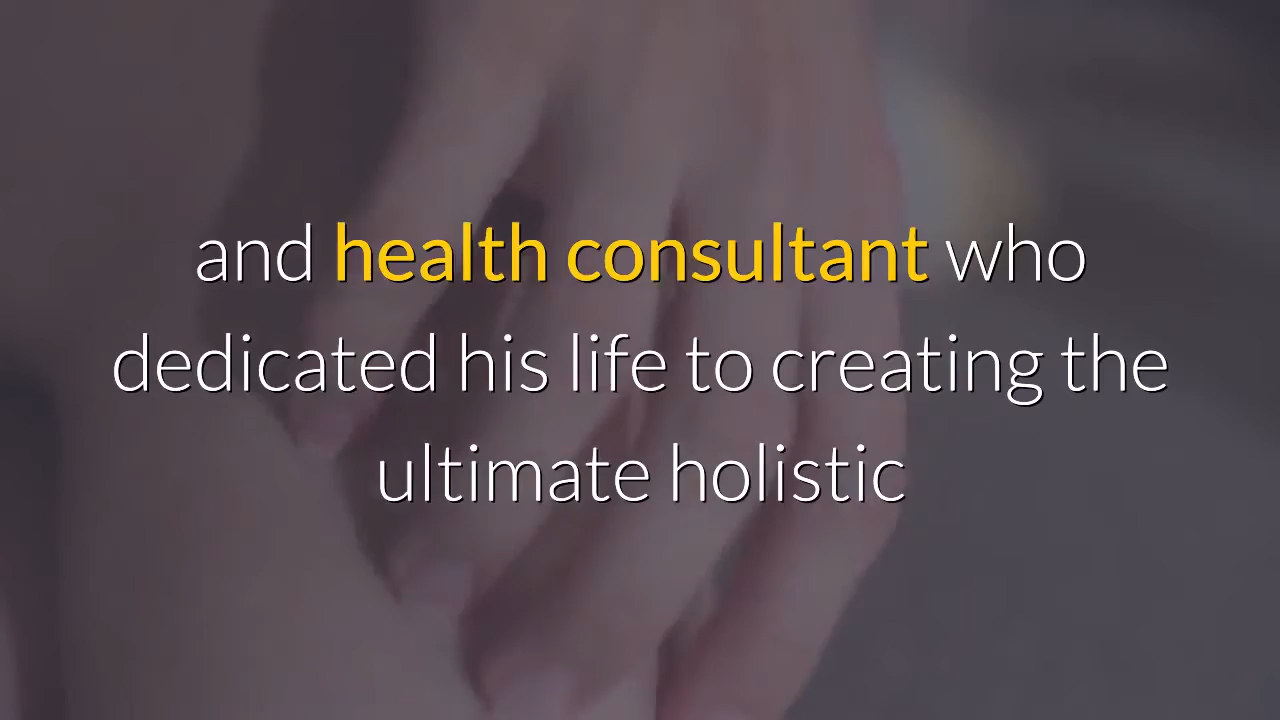 and health consultant who
dedicated his life to creating the
ultimate holistic